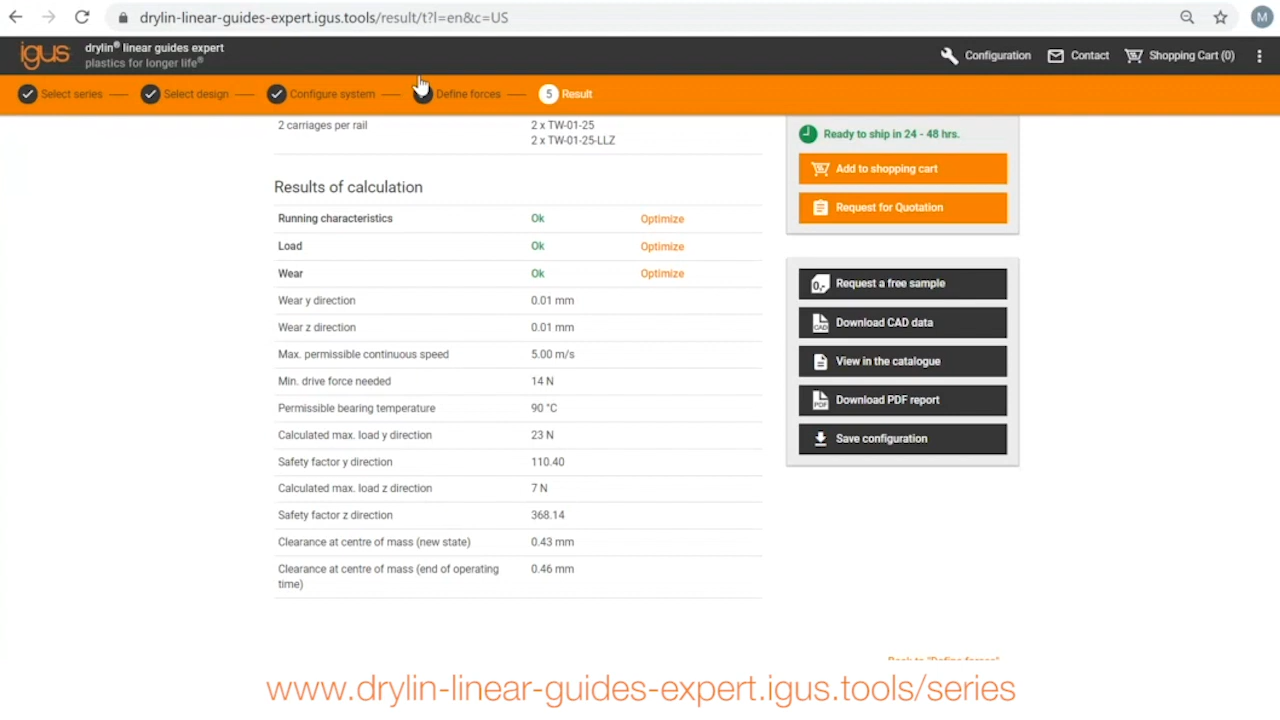 drylin-linear-guides-expert.igus.tools/result/t?l=en&c=US
M
igus
drylin® linear guides expert
plastics for longer life®
Configuration
Contact
Shopping Cart (0)
Select series
Select design
Configure system
Define forces
5 Result
2 carriages per rail 2 x TW-01-25
2 x TW-01-25-LLZ
Results of calculation
Running characteristics Ok Optimize
Load Ok Optimize
Wear Ok Optimize
Wear y direction 0.01 mm
Wear z direction 0.01 mm
Max. permissible continuous speed 5.00 m/s
Min. drive force needed 14 N
Permissible bearing temperature 90 °C
Calculated max. load y direction 23 N
Safety factor y direction 110.40
Calculated max. load z direction 7 N
Safety factor z direction 368.14
Clearance at centre of mass (new state) 0.43 mm
Clearance at centre of mass (end of operating 0.46 mm
time)
Ready to ship in 24 - 48 hrs.
Add to shopping cart
Request for Quotation
0,- Request a free sample
CAD Download CAD data
View in the catalogue
PDF Download PDF report
Save configuration
Back to "Define forces"
www.drylin-linear-guides-expert.igus.tools/series